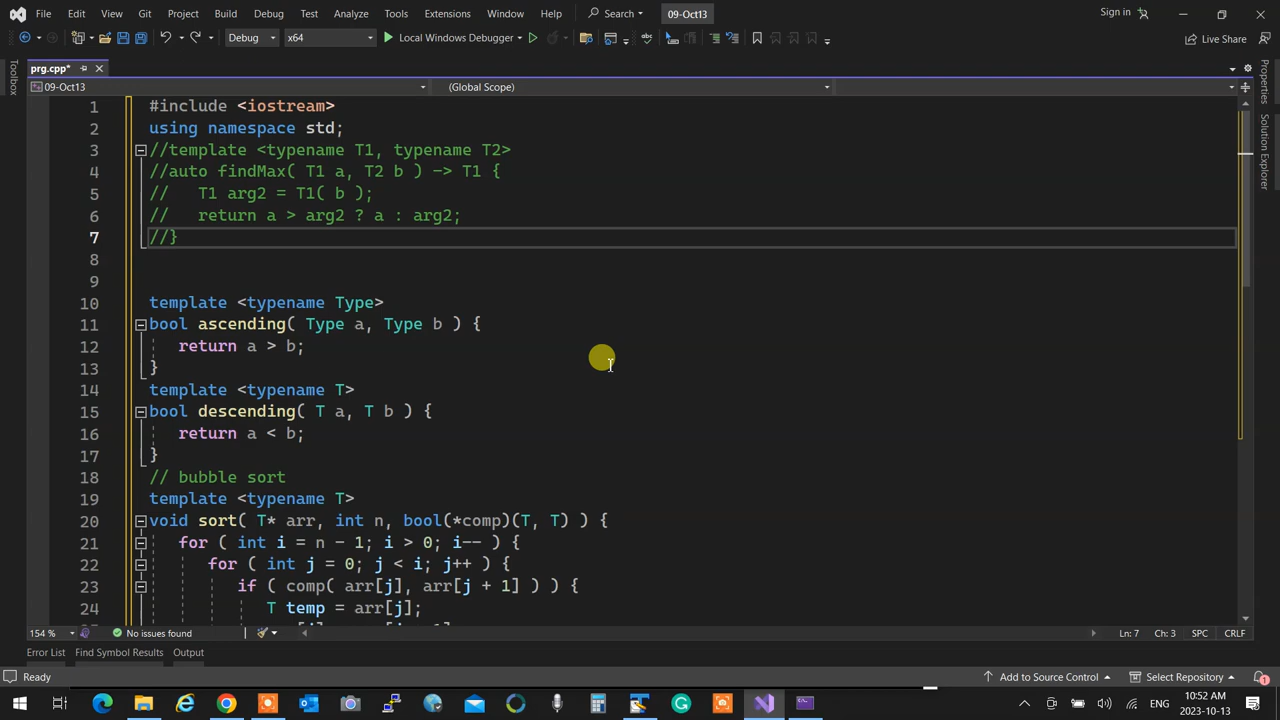 File Edit View Git Project Build Debug Test Analyze Tools Extensions Window Help Search 09-Oct13 Sign in
Debug x64 Local Windows Debugger Live Share
prg.cpp*
09-Oct13 (Global Scope)
Toolbox
Properties
Solution Explorer
1 #include <iostream>
2 using namespace std;
3 //template <typename T1, typename T2>
4 //auto findMax( T1 a, T2 b ) -> T1 {
5 // T1 arg2 = T1( b );
6 // return a > arg2 ? a : arg2;
7 //}
8
9
10 template <typename Type>
11 bool ascending( Type a, Type b ) {
12 return a > b;
13 }
14 template <typename T>
15 bool descending( T a, T b ) {
16 return a < b;
17 }
18 // bubble sort
19 template <typename T>
20 void sort( T* arr, int n, bool(*comp)(T, T) ) {
21 for ( int i = n - 1; i > 0; i-- ) {
22 for ( int j = 0; j < i; j++ ) {
23 if ( comp( arr[j], arr[j + 1] ) ) {
24 T temp = arr[j];
154 % No issues found Ln: 7 Ch: 3 SPC CRLF
Error List Find Symbol Results Output
Ready Add to Source Control Select Repository 1
ENG 10:52 AM
2023-10-13